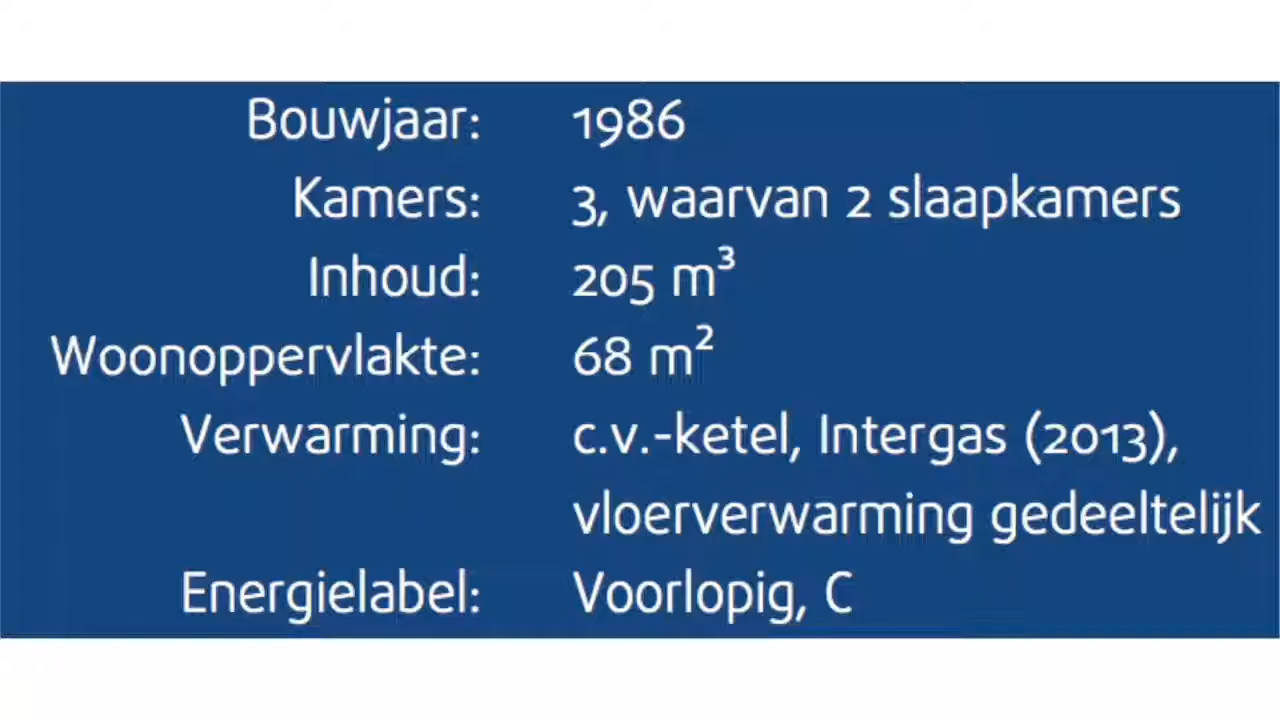 Bouwjaar: 1986
Kamers: 3, waarvan 2 slaapkamers
Inhoud: 205 m³
Woonoppervlakte: 68 m²
Verwarming: c.v.-ketel, Intergas (2013),
vloerverwarming gedeeltelijk
Energielabel: Voorlopig, C